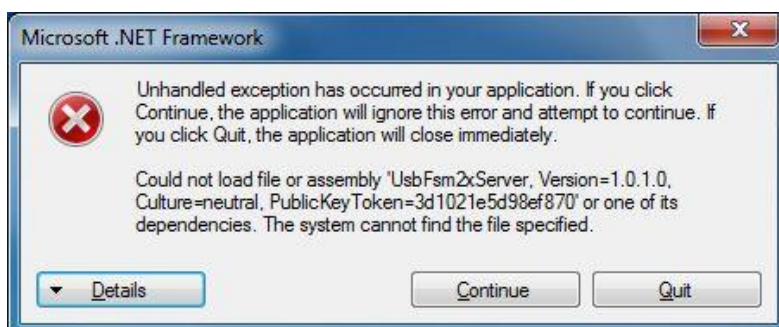 Microsoft .NET Framework
Unhandled exception has occurred in your application. If you click
Continue, the application will ignore this error and attempt to continue. If
you click Quit, the application will close immediately.
Could not load file or assembly 'UsbFsm2xServer, Version=1.0.1.0,
Culture=neutral, PublicKeyToken=3d1021e5d98ef870' or one of its
dependencies. The system cannot find the file specified.
Details
Continue
Quit